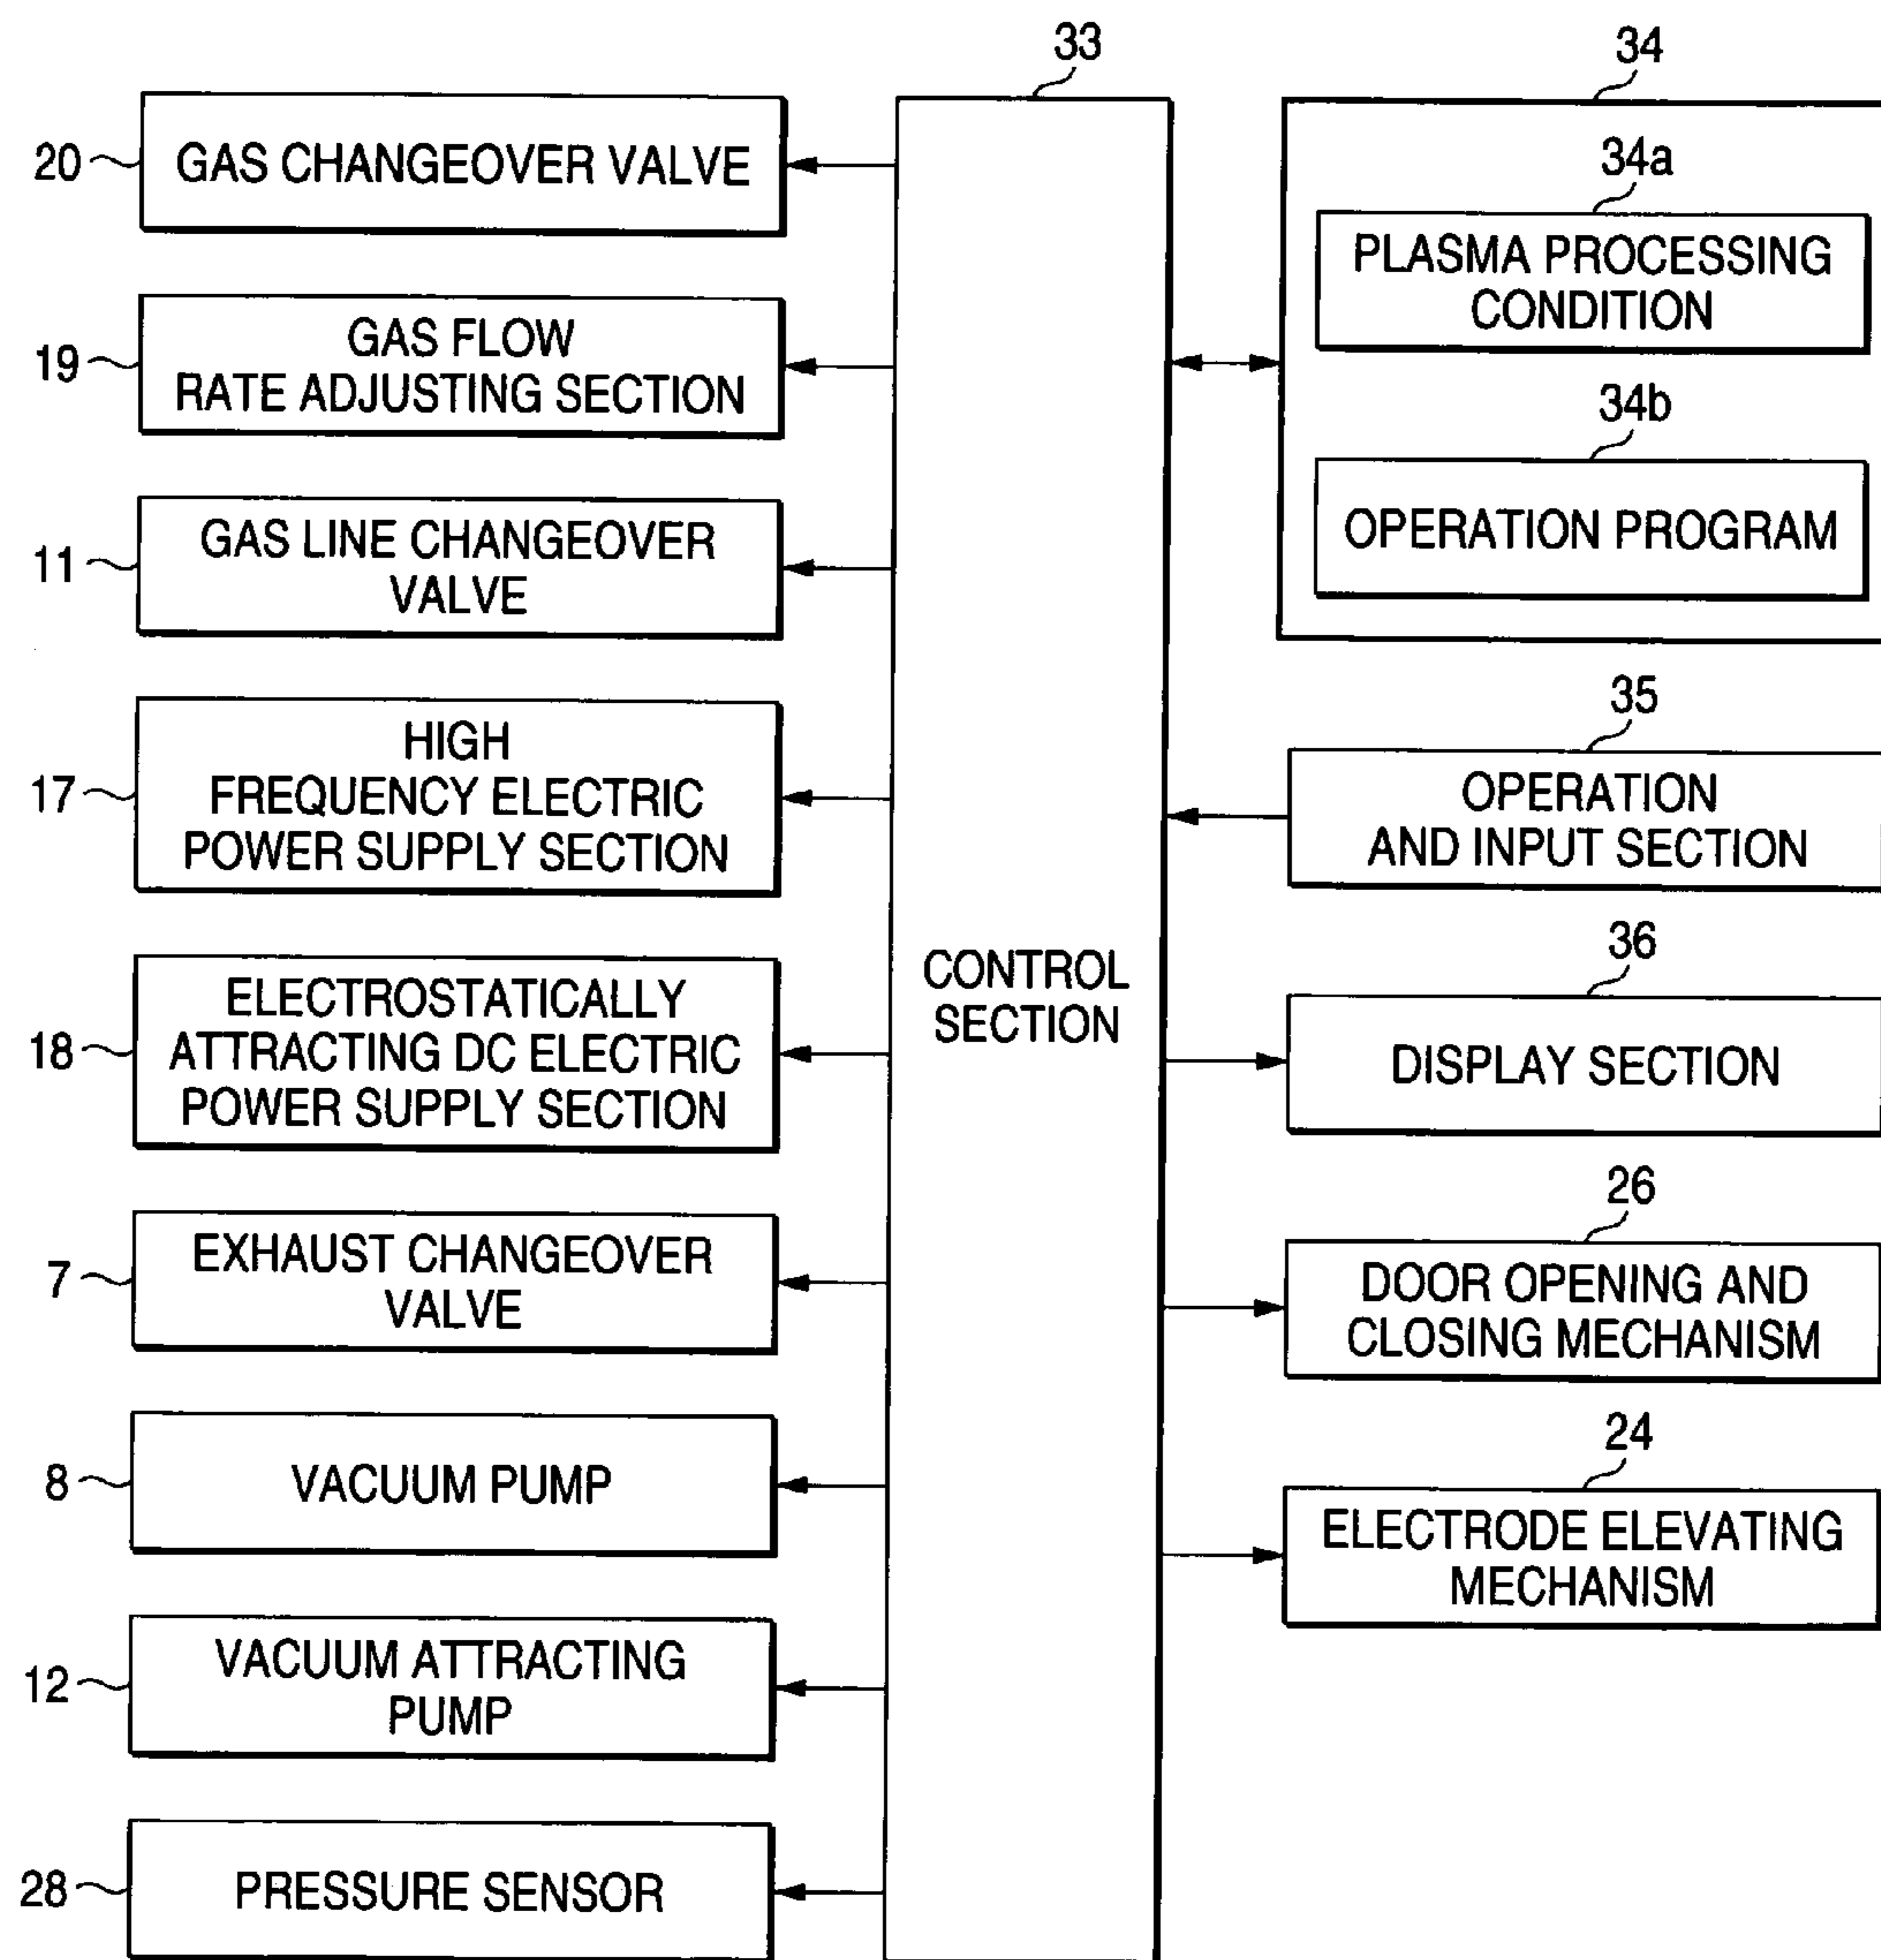 33
34
20
GAS CHANGEOVER VALVE
34a
PLASMA PROCESSING
CONDITION
19
GAS FLOW
RATE ADJUSTING SECTION
34b
OPERATION PROGRAM
11
GAS LINE CHANGEOVER
VALVE
17
HIGH
FREQUENCY ELECTRIC
POWER SUPPLY SECTION
35
OPERATION
AND INPUT SECTION
CONTROL
SECTION
18
ELECTROSTATICALLY
ATTRACTING DC ELECTRIC
POWER SUPPLY SECTION
36
DISPLAY SECTION
7
EXHAUST CHANGEOVER
VALVE
26
DOOR OPENING AND
CLOSING MECHANISM
8
VACUUM PUMP
24
ELECTRODE ELEVATING
MECHANISM
12
VACUUM ATTRACTING
PUMP
28
PRESSURE SENSOR